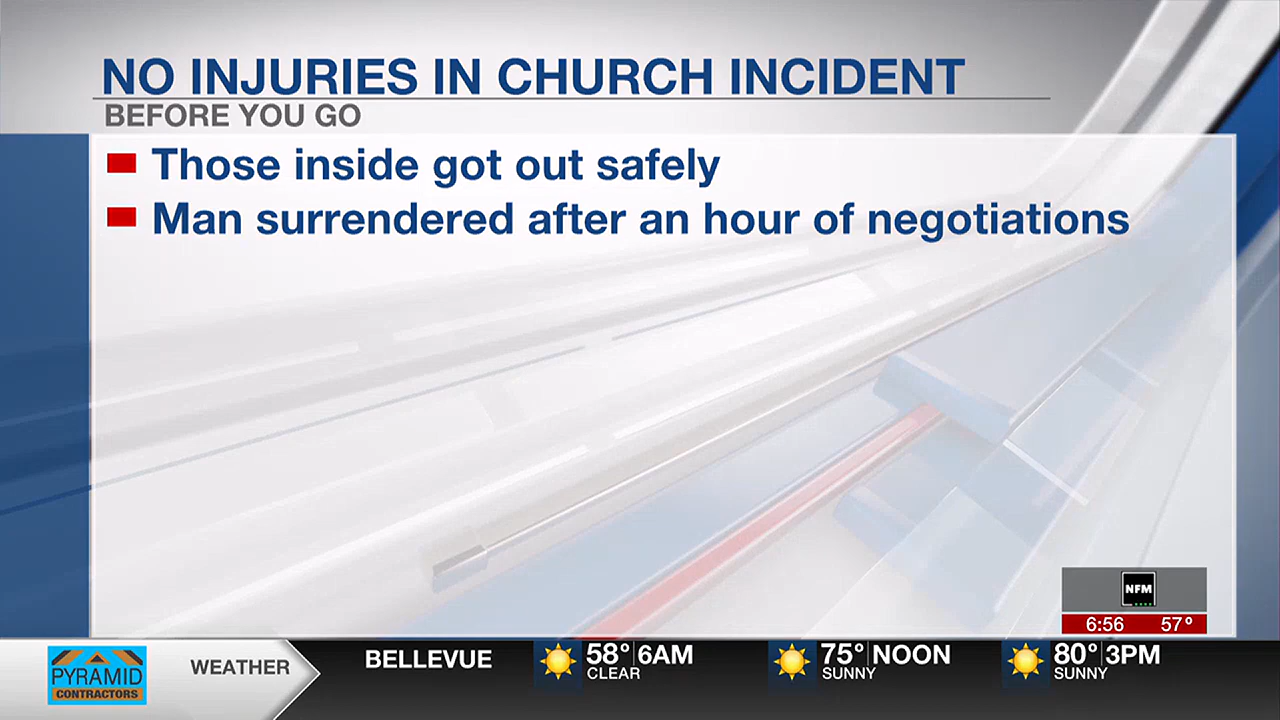 NO INJURIES IN CHURCH INCIDENT
BEFORE YOU GO
Those inside got out safely
Man surrendered after an hour of negotiations
NFM
6:56 57°
PYRAMID
CONTRACTORS
WEATHER
BELLEVUE
58° 6AM
CLEAR
75° NOON
SUNNY
80° 3PM
SUNNY